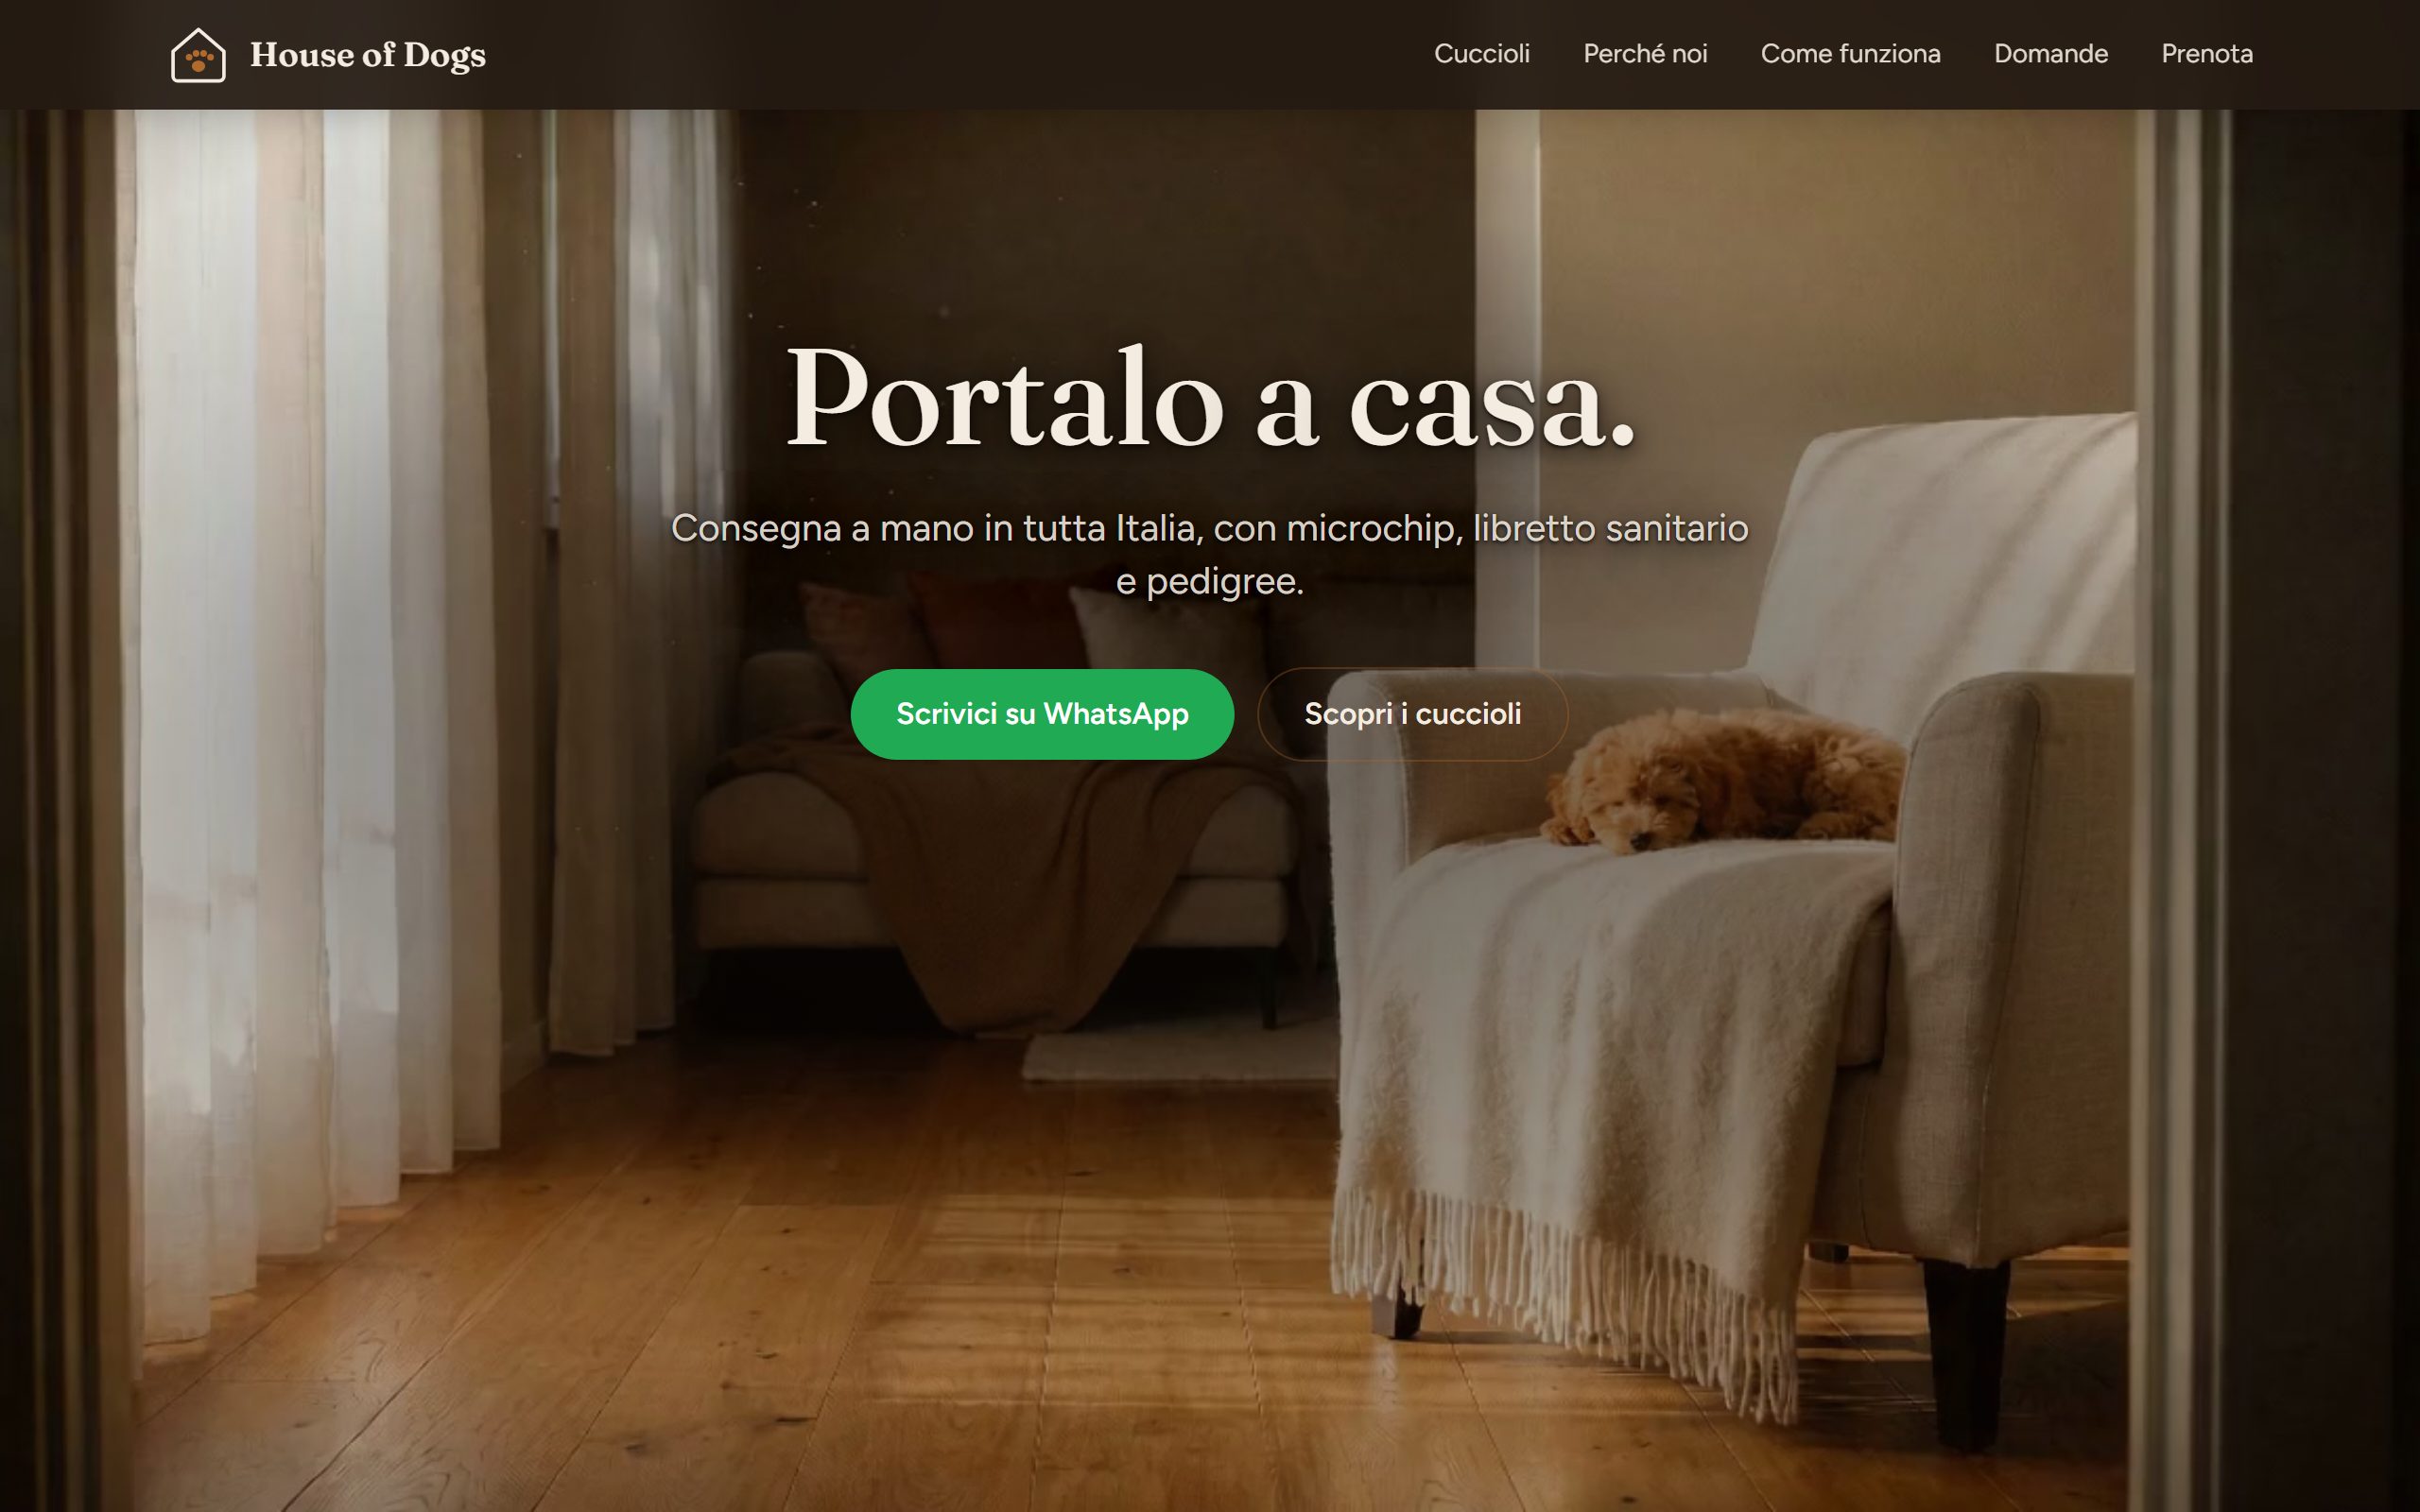 House of Dogs
Cuccioli
Perché noi
Come funziona
Domande
Prenota
Portalo a casa.
Consegna a mano in tutta Italia, con microchip, libretto sanitario
e pedigree.
Scrivici su WhatsApp
Scopri i cuccioli